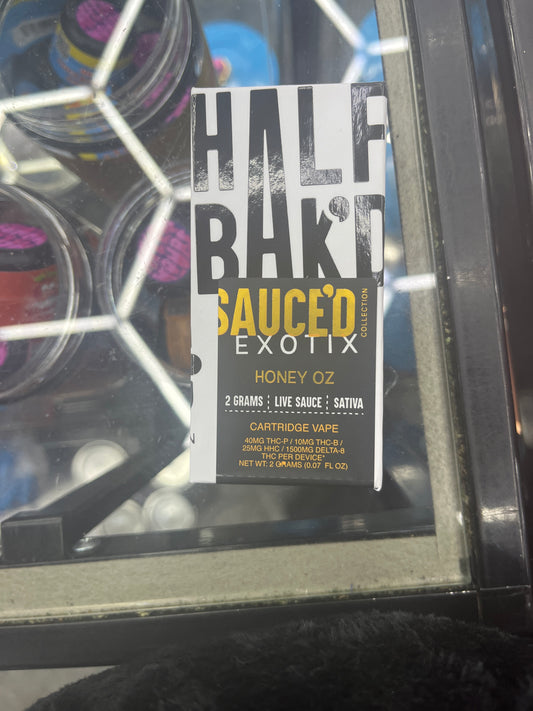 HALF
BAK'D
SAUCE'D
COLLECTION
EXOTIX
HONEY OZ
2 GRAMS ¦ LIVE SAUCE ¦ SATIVA
CARTRIDGE VAPE
40MG THC-P / 10MG THC-B /
25MG HHC / 1500MG DELTA-8
THC PER DEVICE*
NET WT: 2 GRAMS (0.07 FL OZ)